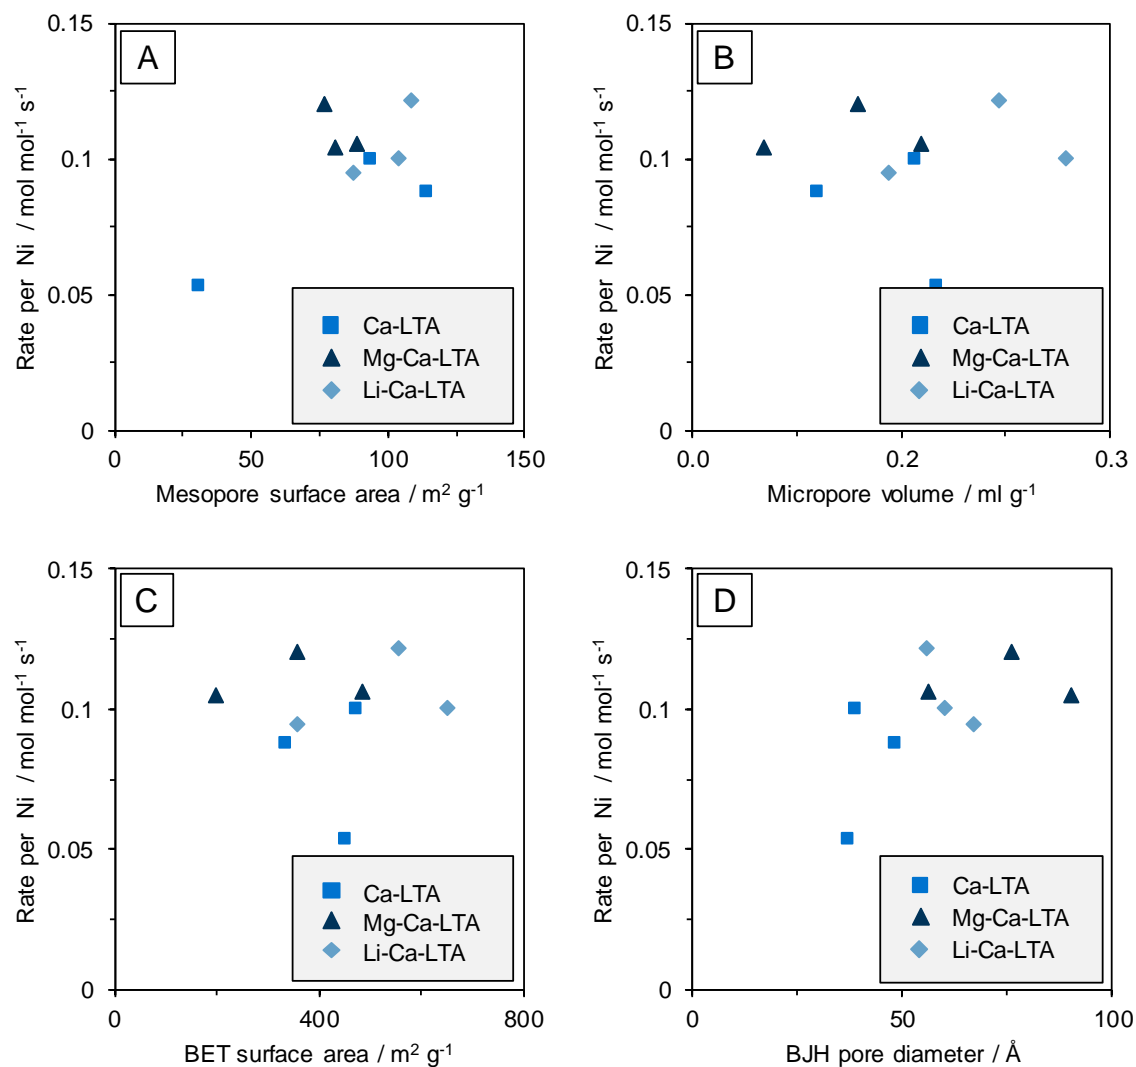 A
0.15
0.1
0.05
0
Rate per Ni / mol mol⁻¹ s⁻¹
Ca-LTA
Mg-Ca-LTA
Li-Ca-LTA
0 50 100 150
Mesopore surface area / m² g⁻¹
B
0.15
0.1
0.05
0
Rate per Ni / mol mol⁻¹ s⁻¹
Ca-LTA
Mg-Ca-LTA
Li-Ca-LTA
0.0 0.2 0.3
Micropore volume / ml g⁻¹
C
0.15
0.1
0.05
0
Rate per Ni / mol mol⁻¹ s⁻¹
Ca-LTA
Mg-Ca-LTA
Li-Ca-LTA
0 400 800
BET surface area / m² g⁻¹
D
0.15
0.1
0.05
0
Rate per Ni / mol mol⁻¹ s⁻¹
Ca-LTA
Mg-Ca-LTA
Li-Ca-LTA
0 50 100
BJH pore diameter / Å